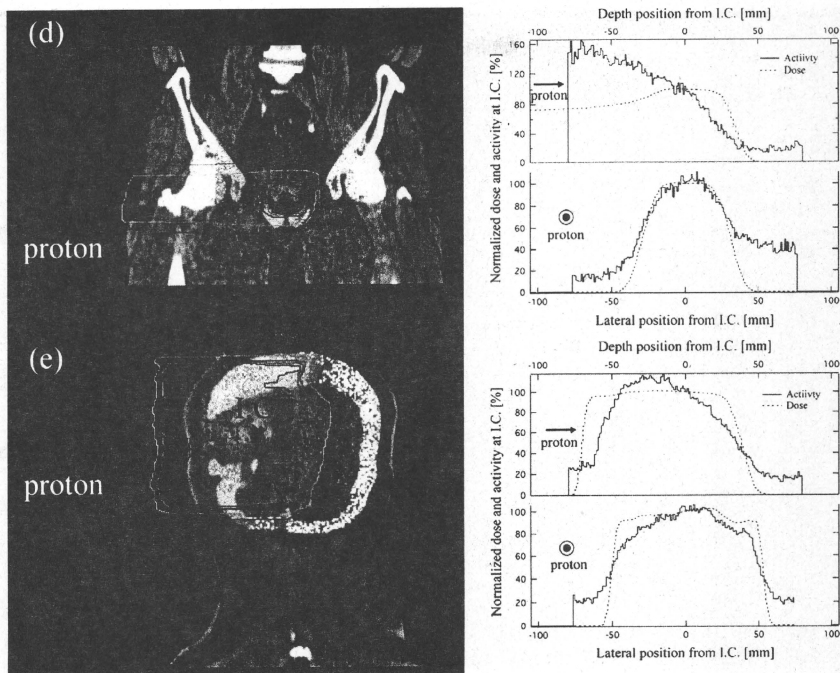 (d)
proton
Depth position from I.C. [mm]
-100 -50 0 50 100
Normalized dose and activity at I.C. [%]
160
120
80
40
0
Actiivty
Dose
proton
100
80
60
40
20
0
proton
-100 -50 0 50 100
Lateral position from I.C. [mm]
(e)
proton
Depth position from I.C. [mm]
-100 -50 0 50 100
Normalized dose and activity at I.C. [%]
100
80
60
40
20
0
Actiivty
Dose
proton
100
80
60
40
20
0
proton
-100 -50 0 50 100
Lateral position from I.C. [mm]